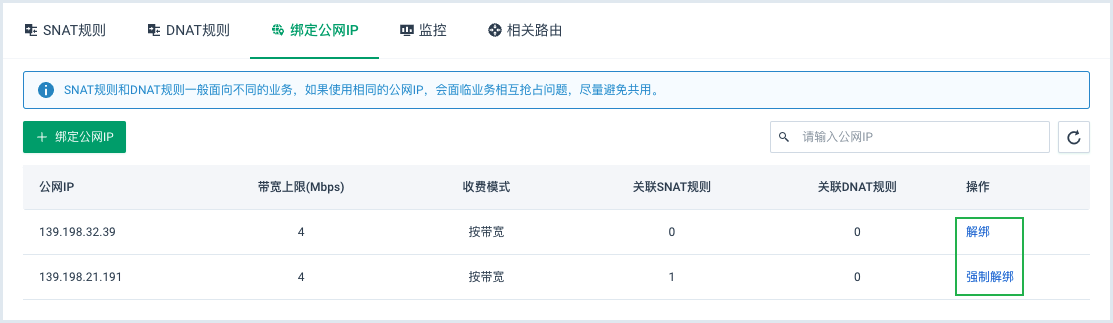 SNAT规则 DNAT规则 绑定公网IP 监控 相关路由
SNAT规则和DNAT规则一般面向不同的业务，如果使用相同的公网IP，会面临业务相互抢占问题，尽量避免共用。
绑定公网IP 请输入公网IP
公网IP 带宽上限(Mbps) 收费模式 关联SNAT规则 关联DNAT规则 操作
139.198.32.39 4 按带宽 0 0 解绑
139.198.21.191 4 按带宽 1 0 强制解绑